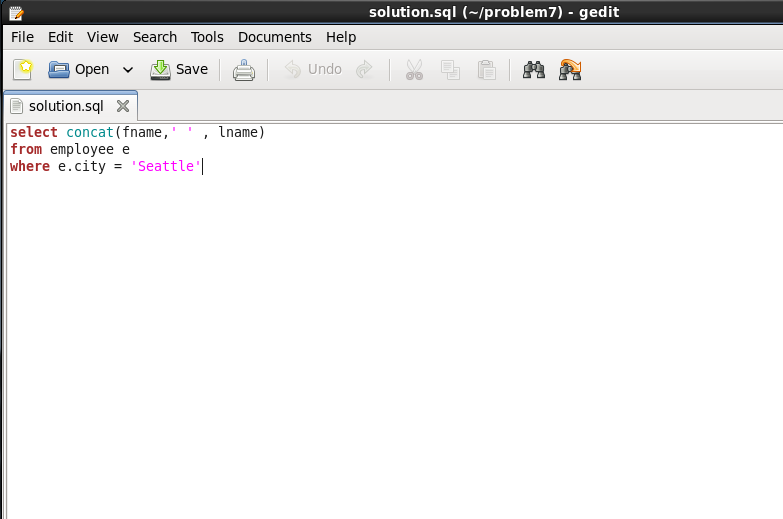 solution.sql (~/problem7) - gedit
File Edit View Search Tools Documents Help
Open Save Undo
solution.sql
select concat(fname,' ' , lname)
from employee e
where e.city = 'Seattle'